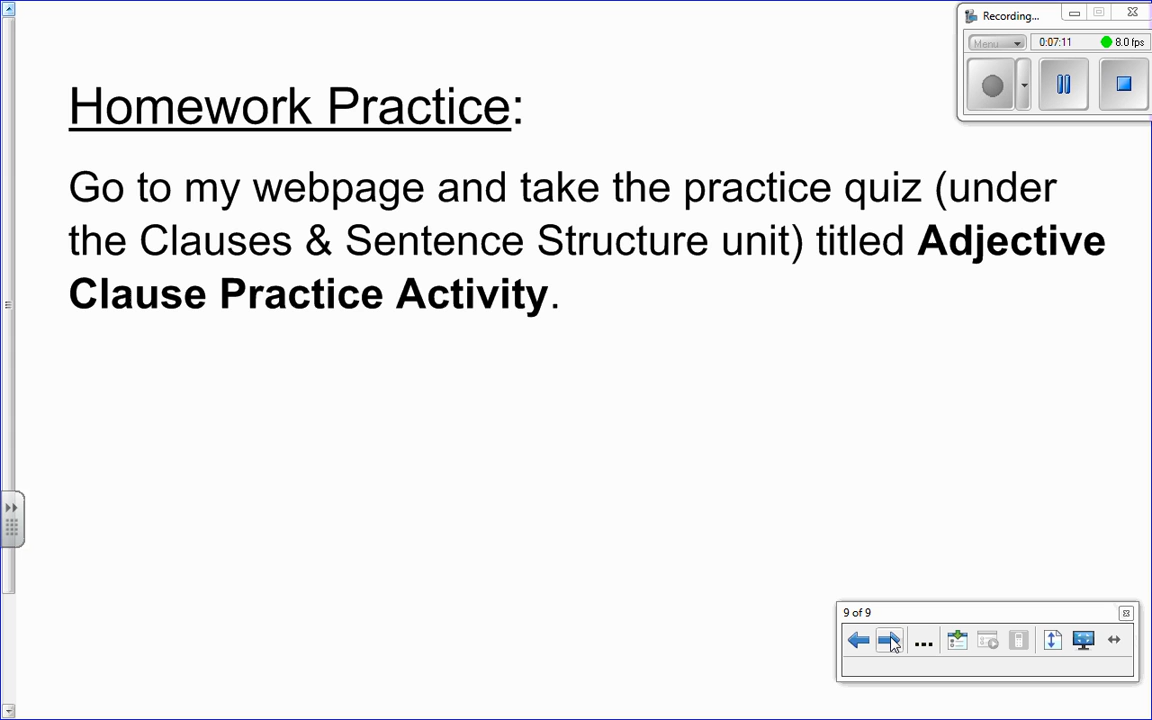 Recording...
Menu
0:07:11
8.0 fps
Homework Practice:
Go to my webpage and take the practice quiz (under
the Clauses & Sentence Structure unit) titled Adjective
Clause Practice Activity.
9 of 9
...